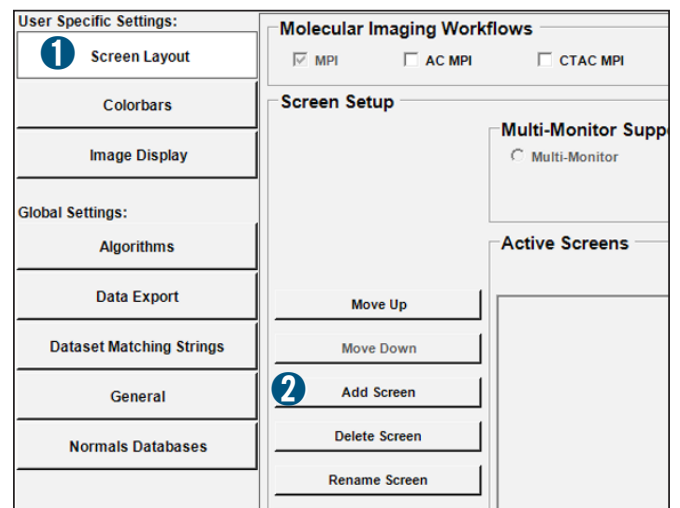 User Specific Settings:
1 Screen Layout
Colorbars
Image Display
Global Settings:
Algorithms
Data Export
Dataset Matching Strings
General
Normals Databases
Molecular Imaging Workflows
MPI AC MPI CTAC MPI
Screen Setup
Multi-Monitor Supp
Multi-Monitor
Active Screens
Move Up
Move Down
2 Add Screen
Delete Screen
Rename Screen